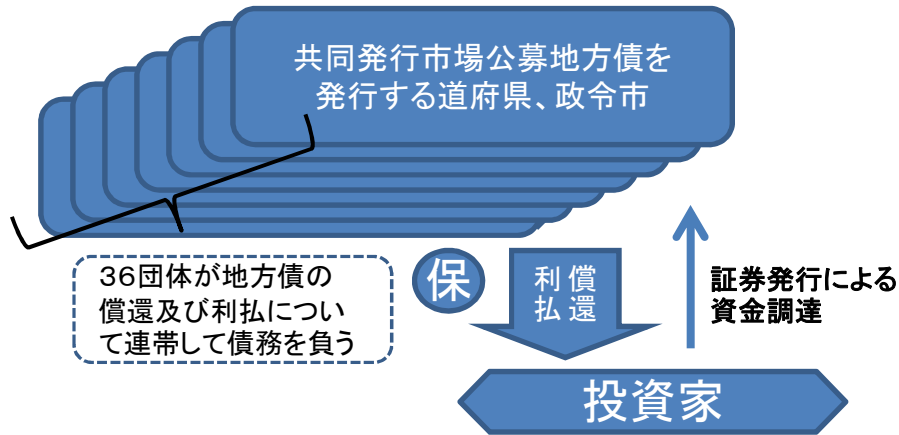 共同発行市場公募地方債を
発行する道府県、政令市
36団体が地方債の
償還及び利払につい
て連帯して債務を負う
保
償還
利払
証券発行による
資金調達
投資家